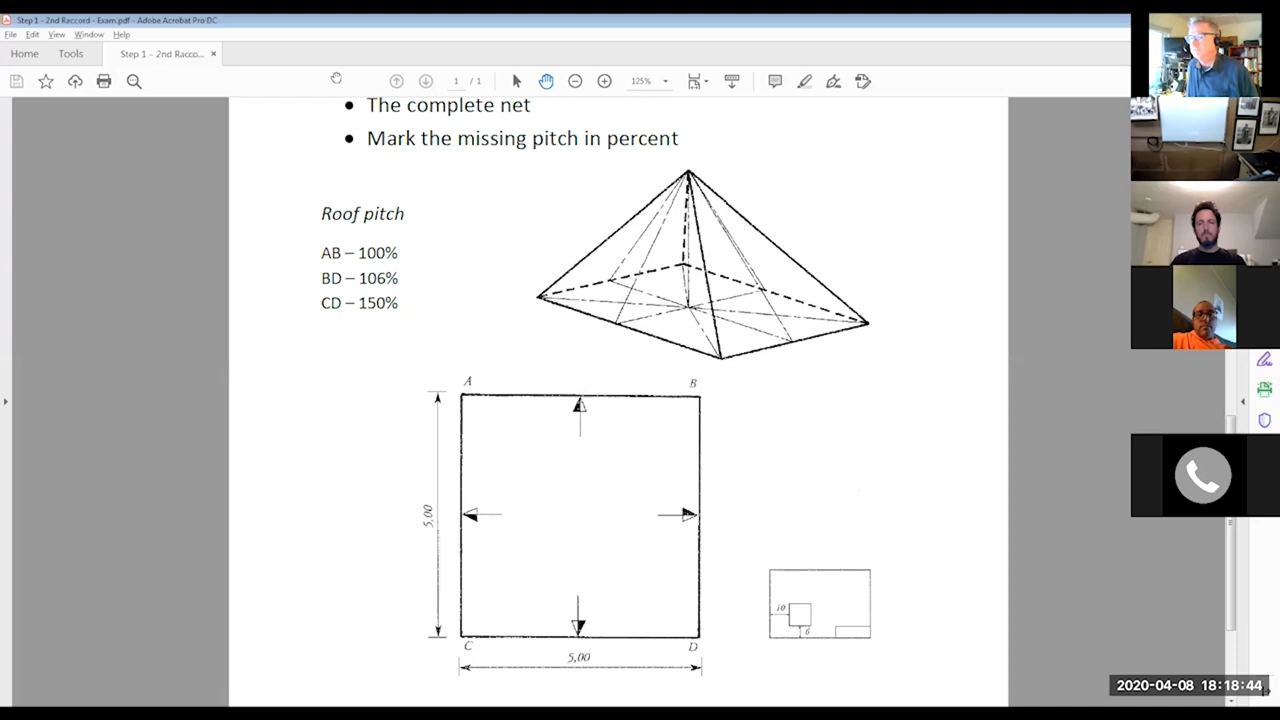 Step 1 - 2nd Raccord - Exam.pdf - Adobe Acrobat Pro DC
File Edit View Window Help
Home Tools Step 1 - 2nd Racco... ×
1 / 1 125%
• The complete net
• Mark the missing pitch in percent
Roof pitch
AB – 100%
BD – 106%
CD – 150%
A B
5,00
10
6
C D
5,00
2020-04-08 18:18:44